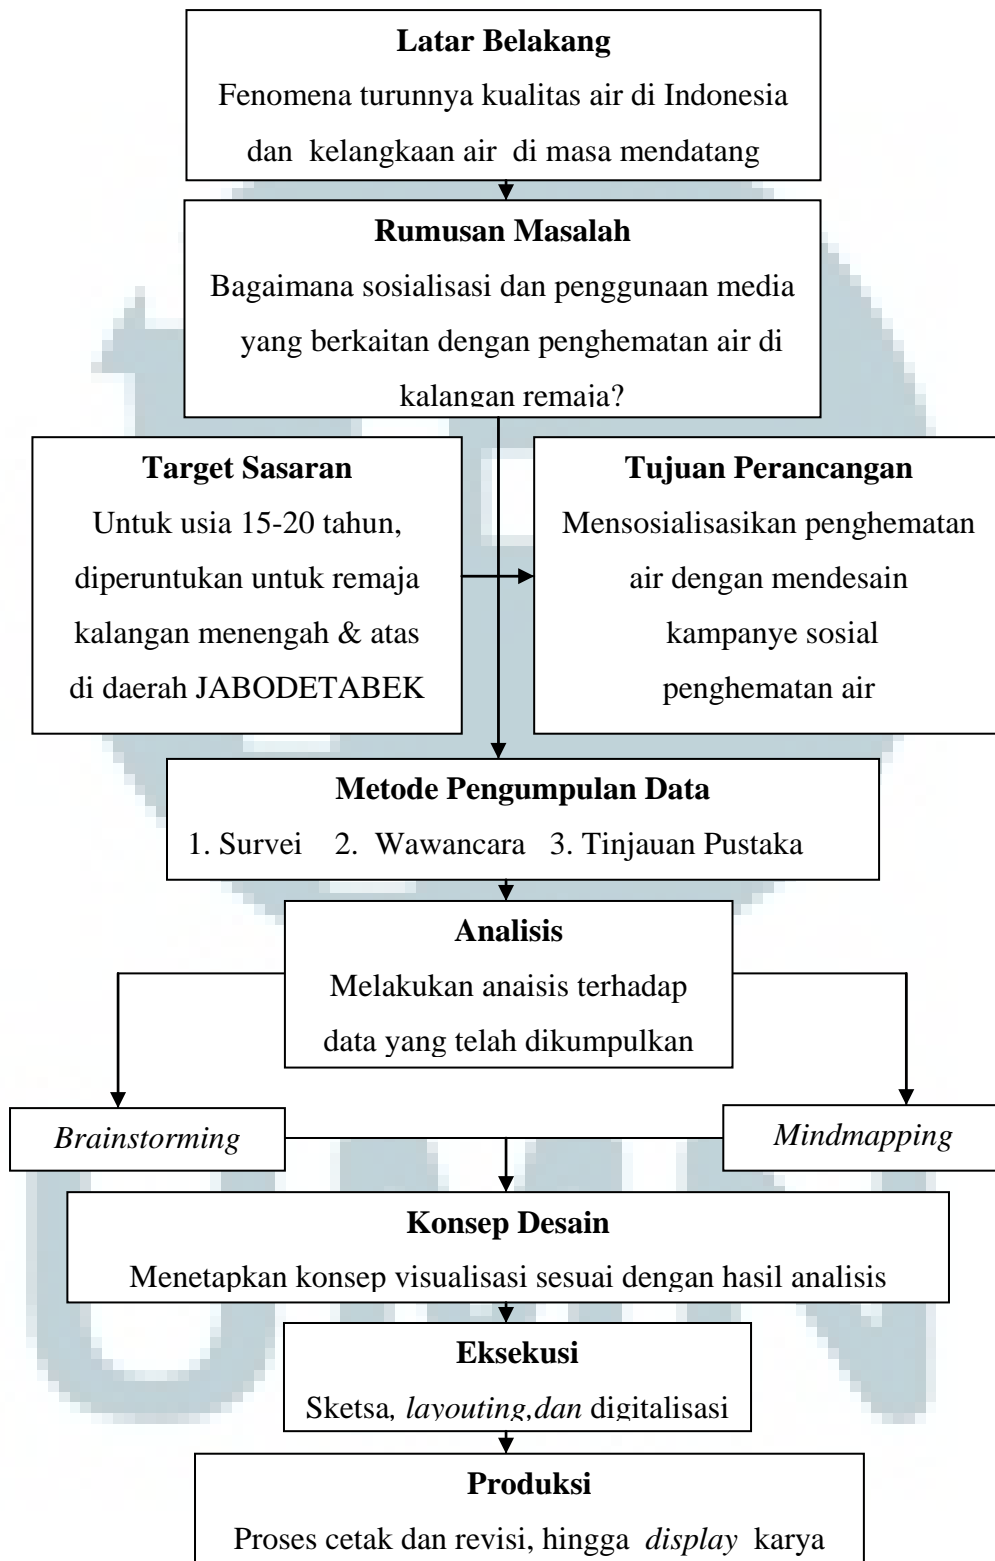 Latar Belakang
Fenomena turunnya kualitas air di Indonesia
dan kelangkaan air di masa mendatang
Rumusan Masalah
Bagaimana sosialisasi dan penggunaan media
yang berkaitan dengan penghematan air di
kalangan remaja?
Target Sasaran
Untuk usia 15-20 tahun,
diperuntukan untuk remaja
kalangan menengah & atas
di daerah JABODETABEK
Tujuan Perancangan
Mensosialisasikan penghematan
air dengan mendesain
kampanye sosial
penghematan air
Metode Pengumpulan Data
1. Survei 2. Wawancara 3. Tinjauan Pustaka
Analisis
Melakukan anaisis terhadap
data yang telah dikumpulkan
Brainstorming
Mindmapping
Konsep Desain
Menetapkan konsep visualisasi sesuai dengan hasil analisis
Eksekusi
Sketsa, layouting,dan digitalisasi
Produksi
Proses cetak dan revisi, hingga display karya
UMN